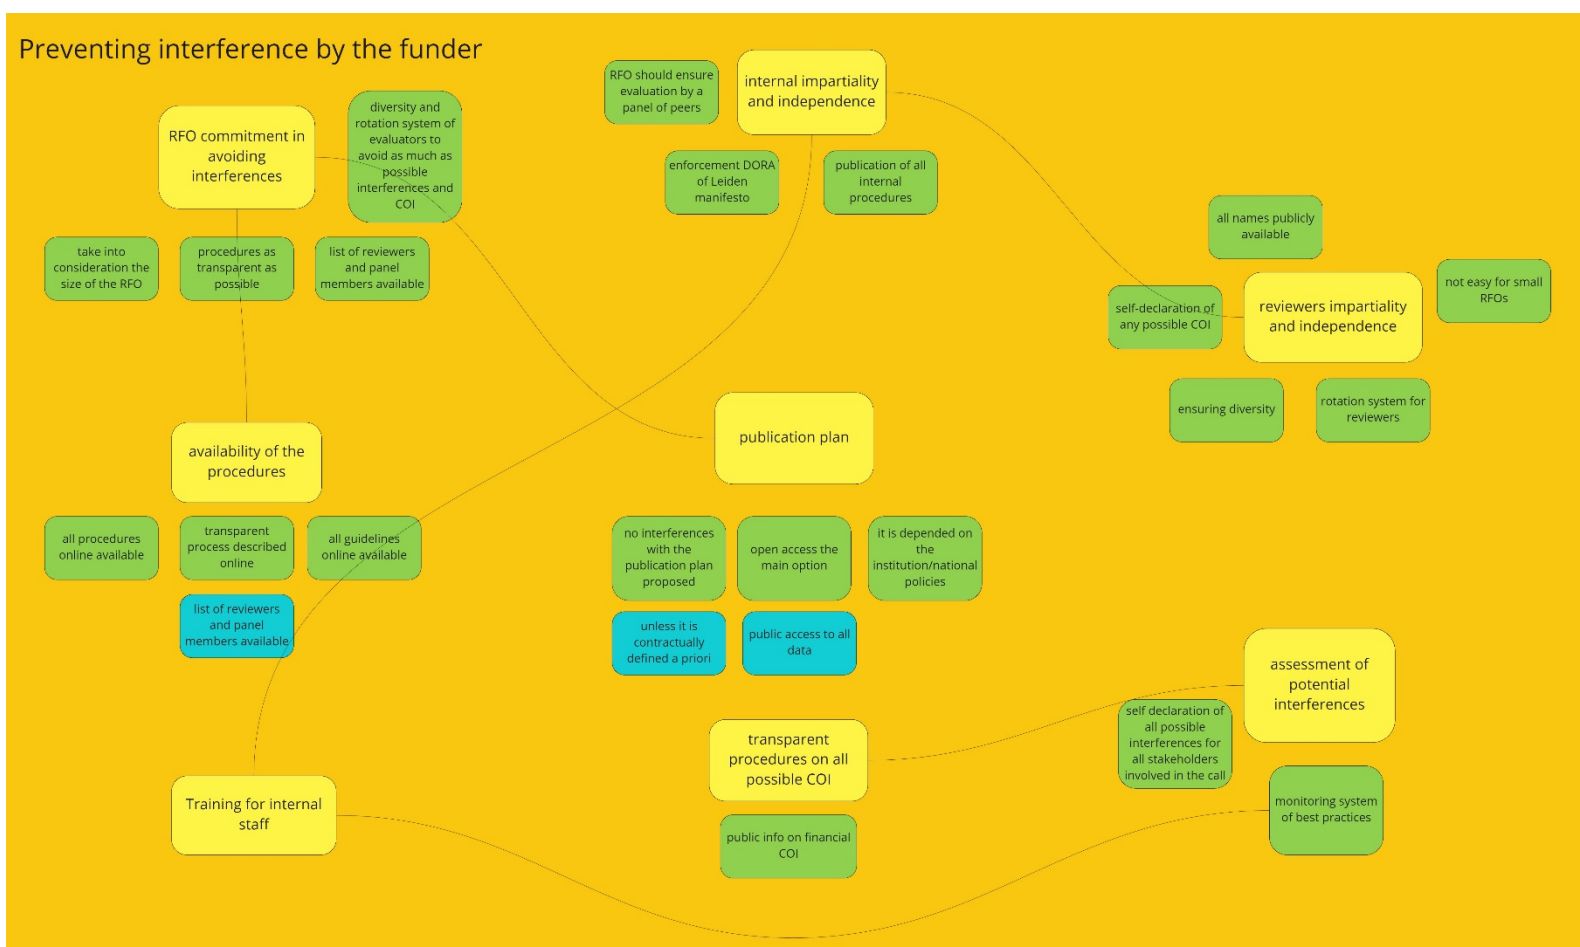 Preventing interference by the funder
RFO commitment in
avoiding
interferences
diversity and
rotation system of
evaluators to
avoid as much as
possible
interferences and
COI
take into
consideration the
size of the RFO
procedures as
transparent as
possible
list of reviewers
and panel
members available
availability of the
procedures
all procedures
online available
transparent
process described
online
all guidelines
online available
list of reviewers
and panel
members available
Training for internal
staff
RFO should ensure
evaluation by a
panel of peers
internal impartiality
and independence
enforcement DORA
of Leiden
manifesto
publication of all
internal
procedures
publication plan
no interferences
with the
publication plan
proposed
open access the
main option
it is depended on
the
institution/national
policies
unless it is
contractually
defined a priori
public access to all
data
transparent
procedures on all
possible COI
public info on financial
COI
all names publicly
available
self-declaration of
any possible COI
reviewers impartiality
and independence
not easy for small
RFOs
ensuring diversity
rotation system for
reviewers
assessment of
potential
interferences
self declaration of
all possible
interferences for
all stakeholders
involved in the call
monitoring system
of best practices